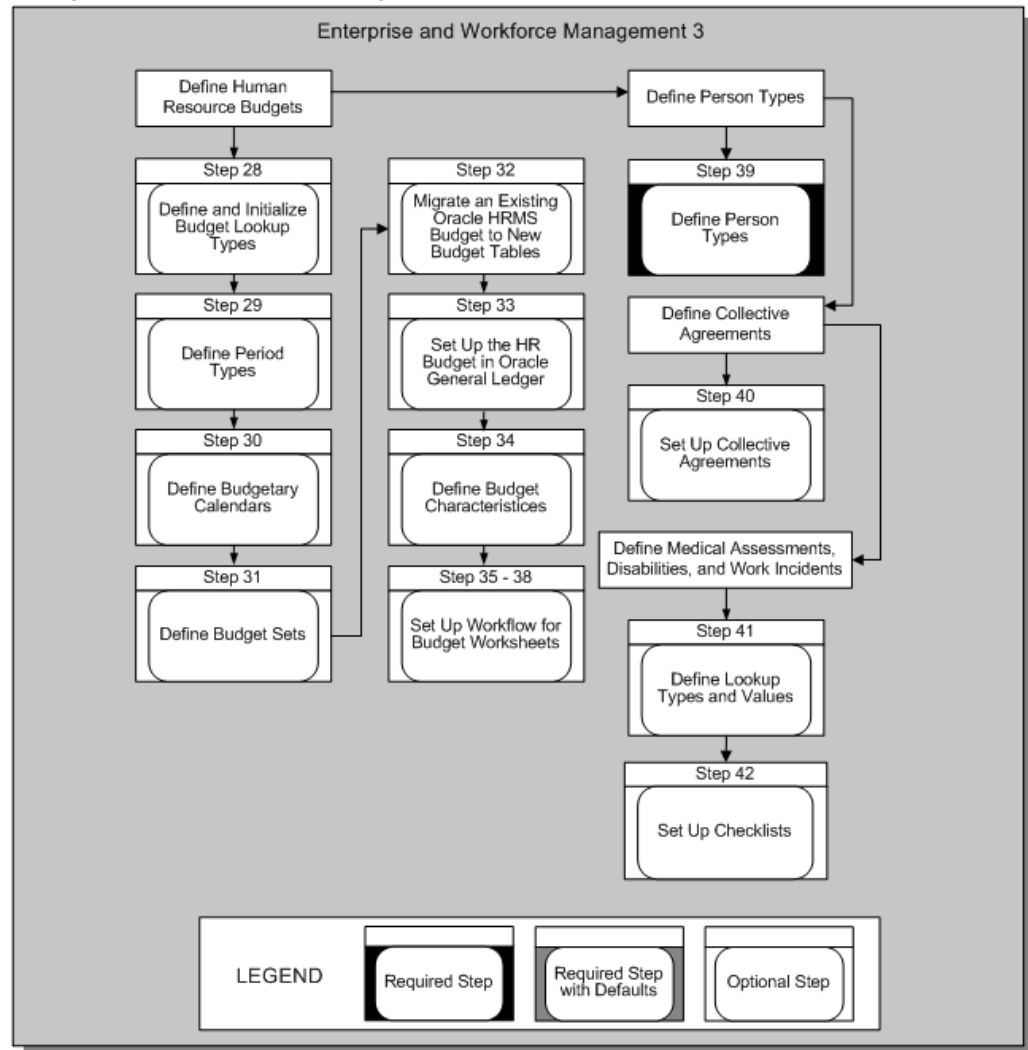 Enterprise and Workforce Management 3
Define Human
Resource Budgets
Step 28
Define and Initialize
Budget Lookup
Types
Step 29
Define Period
Types
Step 30
Define Budgetary
Calendars
Step 31
Define Budget Sets
Step 32
Migrate an Existing
Oracle HRMS
Budget to New
Budget Tables
Step 33
Set Up the HR
Budget in Oracle
General Ledger
Step 34
Define Budget
Characteristices
Step 35 - 38
Set Up Workflow for
Budget Worksheets
Define Person Types
Step 39
Define Person
Types
Define Collective
Agreements
Step 40
Set Up Collective
Agreements
Define Medical Assessments,
Disabilities, and Work Incidents
Step 41
Define Lookup
Types and Values
Step 42
Set Up Checklists
LEGEND
Required Step
Required Step
with Defaults
Optional Step